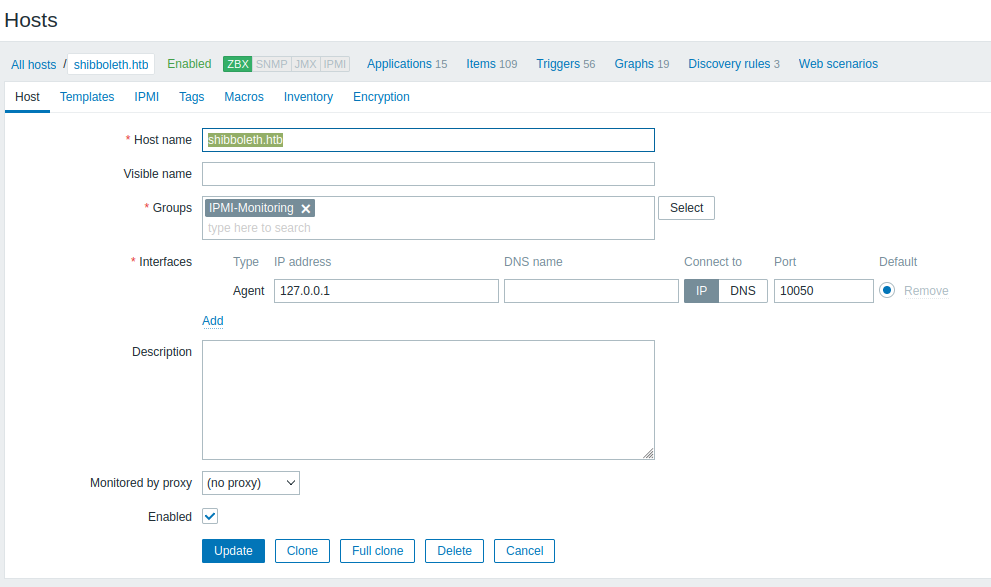 Hosts
All hosts / shibboleth.htb Enabled ZBX SNMP JMX IPMI Applications 15 Items 109 Triggers 56 Graphs 19 Discovery rules 3 Web scenarios
Host Templates IPMI Tags Macros Inventory Encryption
* Host name shibboleth.htb
Visible name
* Groups IPMI-Monitoring Select
type here to search
* Interfaces Type IP address DNS name Connect to Port Default
Agent 127.0.0.1 IP DNS 10050 Remove
Add
Description
Monitored by proxy (no proxy)
Enabled
Update Clone Full clone Delete Cancel